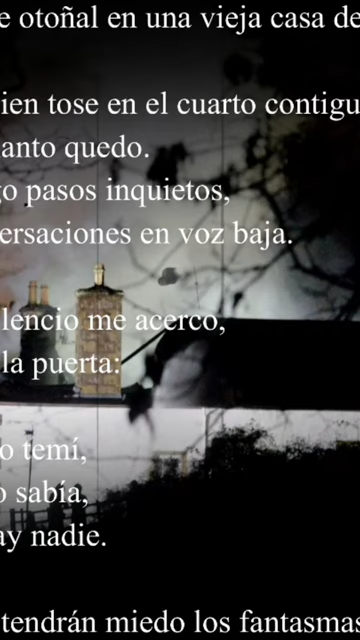 e otoñal en una vieja casa de
ien tose en el cuarto contigu
anto quedo.
go pasos inquietos,
ersaciones en voz baja.
lencio me acerco,
la puerta:
o temí,
o sabía,
ay nadie.
tendrán miedo los fantasmas